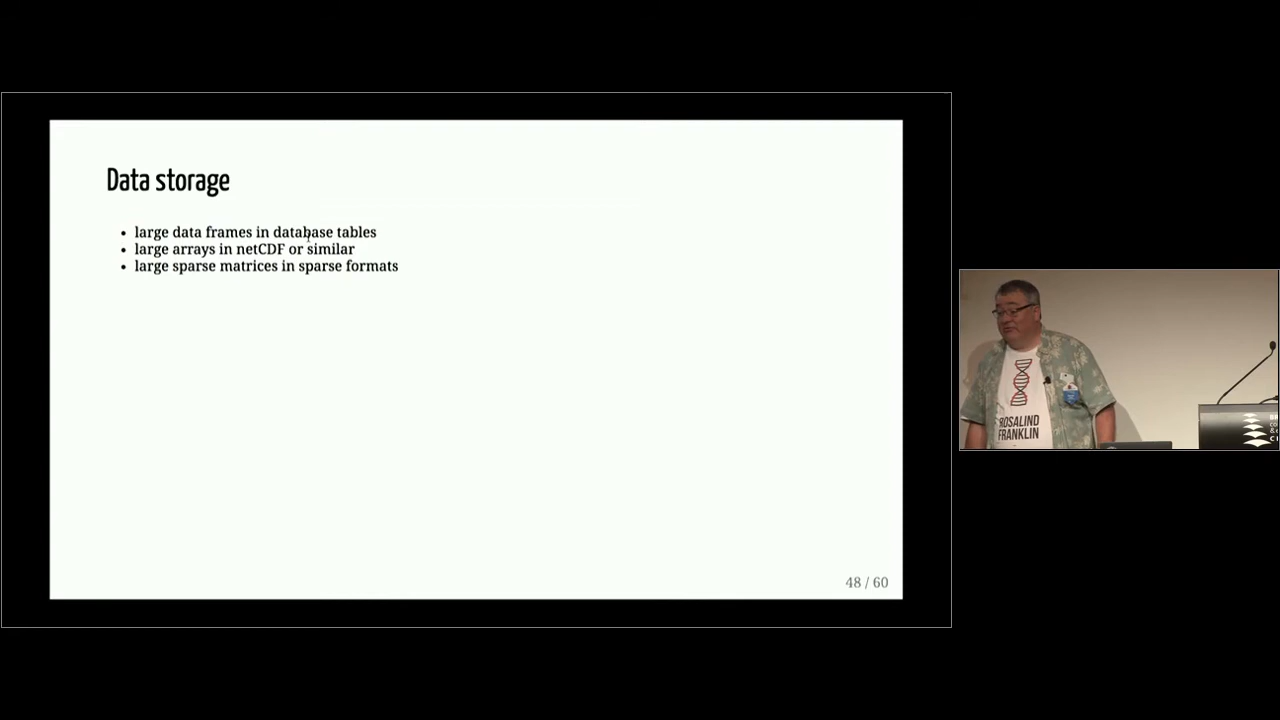 Data storage
• large data frames in database tables
• large arrays in netCDF or similar
• large sparse matrices in sparse formats
48 / 60
ROSALIND
FRANKLIN